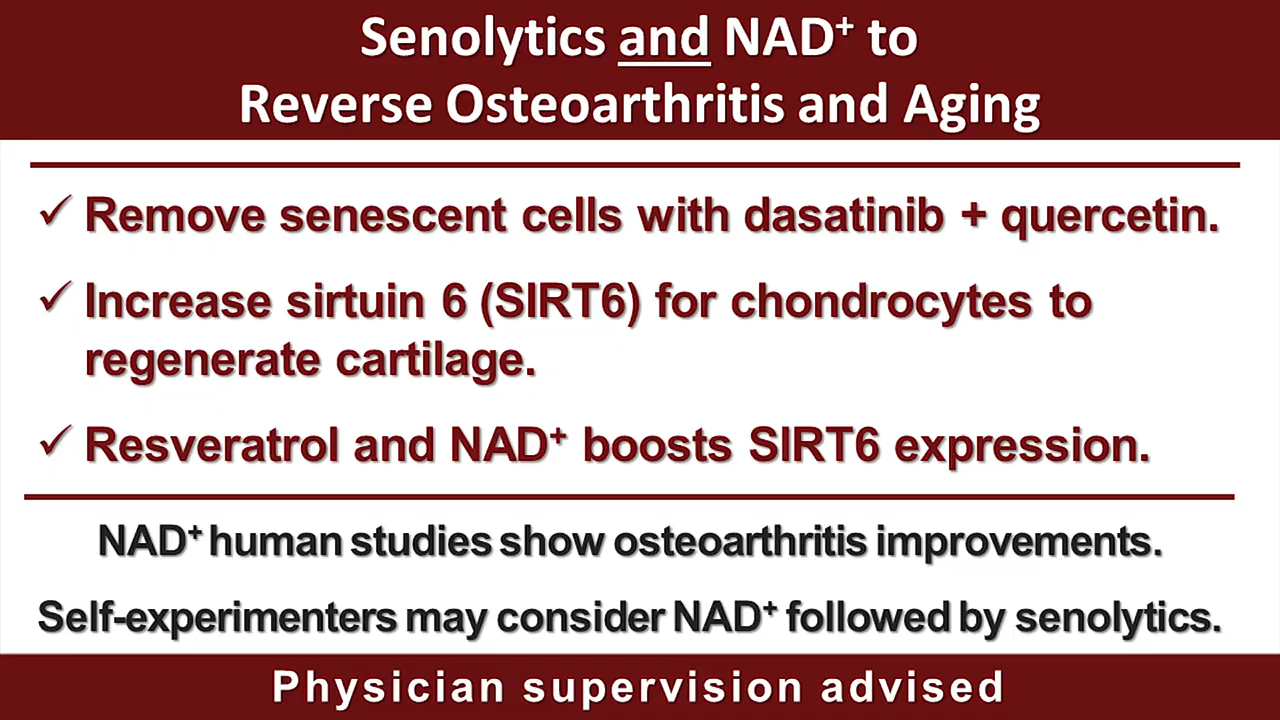 Senolytics and NAD⁺ to
Reverse Osteoarthritis and Aging
✓ Remove senescent cells with dasatinib + quercetin.
✓ Increase sirtuin 6 (SIRT6) for chondrocytes to
regenerate cartilage.
✓ Resveratrol and NAD⁺ boosts SIRT6 expression.
NAD⁺ human studies show osteoarthritis improvements.
Self-experimenters may consider NAD⁺ followed by senolytics.
Physician supervision advised